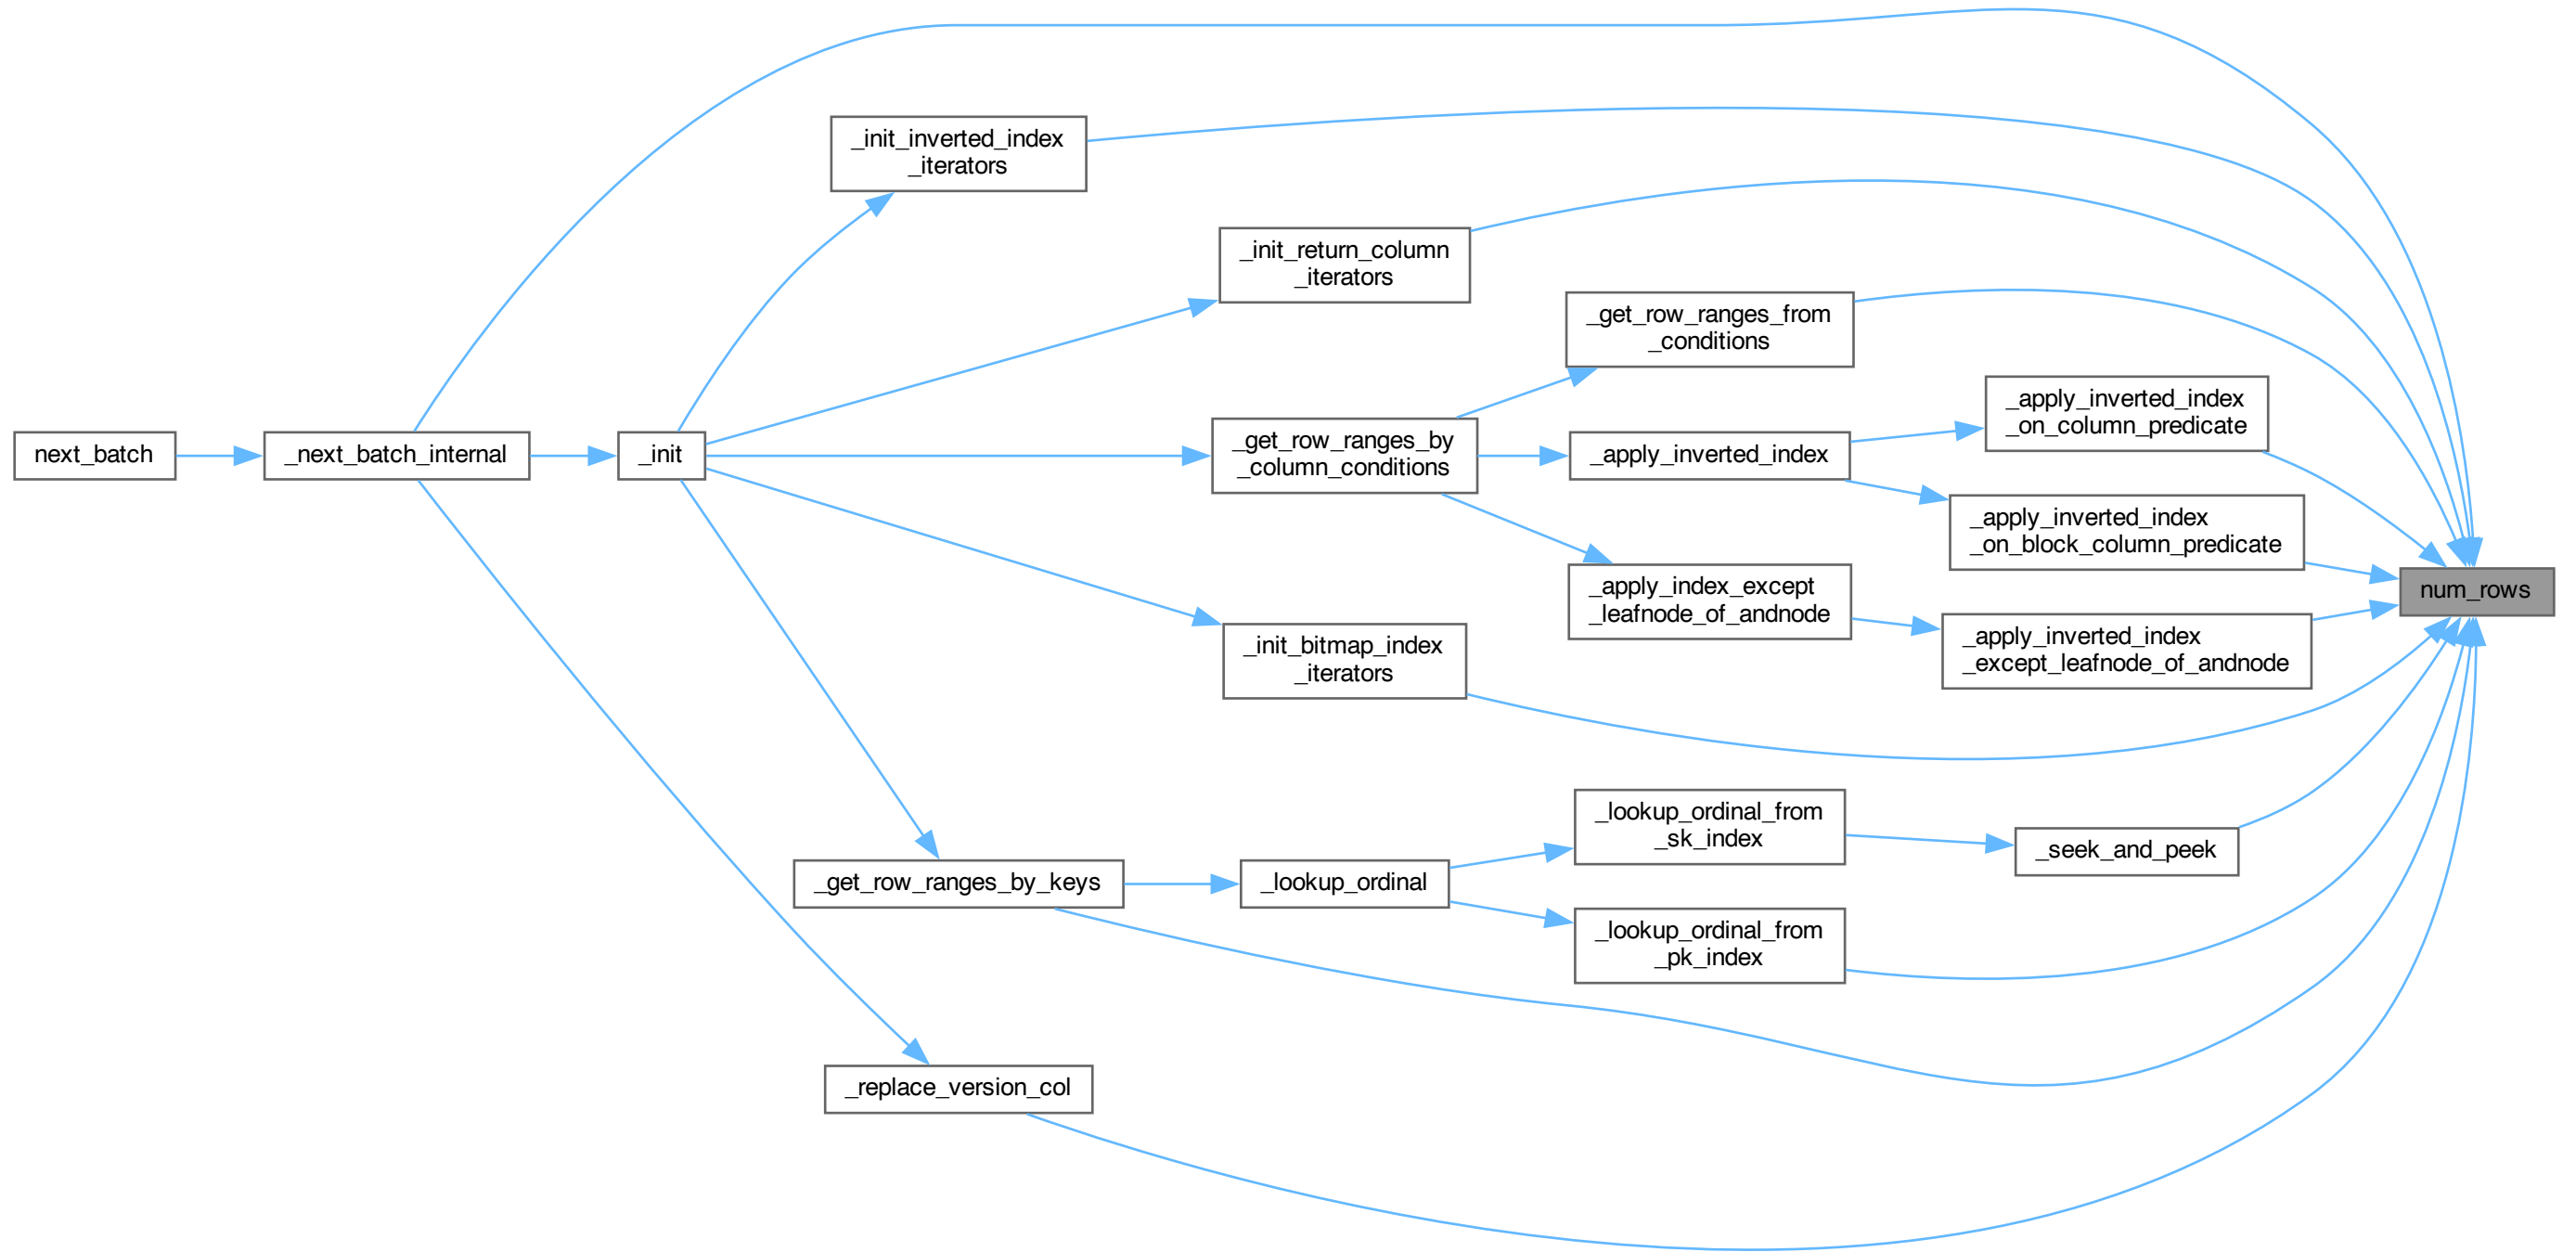 _init_inverted_index
_iterators
_init_return_column
_iterators
_get_row_ranges_from
_conditions
_apply_inverted_index
_on_column_predicate
next_batch
_next_batch_internal
_init
_get_row_ranges_by
_column_conditions
_apply_inverted_index
_apply_inverted_index
_on_block_column_predicate
num_rows
_apply_index_except
_leafnode_of_andnode
_apply_inverted_index
_except_leafnode_of_andnode
_init_bitmap_index
_iterators
_lookup_ordinal_from
_sk_index
_seek_and_peek
_get_row_ranges_by_keys
_lookup_ordinal
_lookup_ordinal_from
_pk_index
_replace_version_col